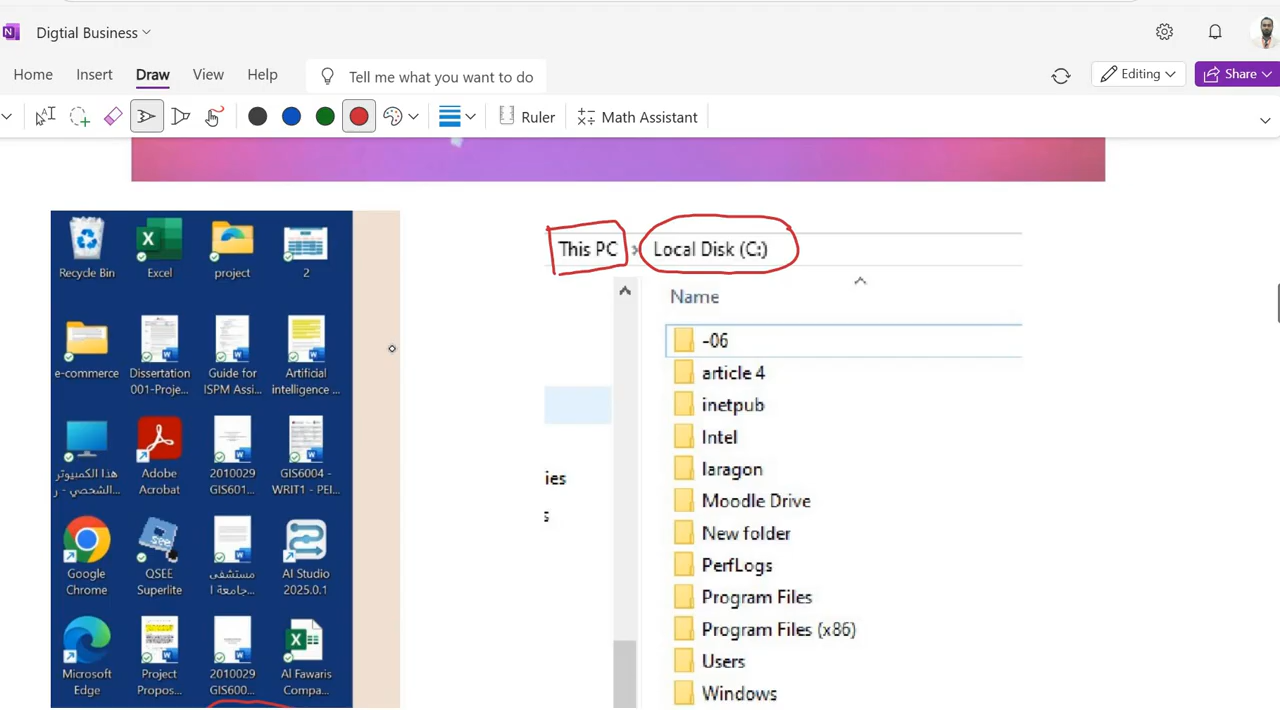 Digtial Business
Home Insert Draw View Help Tell me what you want to do Editing Share
Ruler Math Assistant
Recycle Bin Excel project 2
e-commerce Dissertation 001-Proje... Guide for ISPM Assi... Artificial intelligence ...
هذا الكمبيوتر الشخصي - ر... Adobe Acrobat 2010029 GIS601... GIS6004 - WRIT1 - PEI...
Google Chrome QSEE Superlite مستشفى جامعة ا... AI Studio 2025.0.1
Microsoft Edge Project Propos... 2010029 GIS600... Al Fawaris Compa...
This PC Local Disk (C:)
Name
-06
article 4
inetpub
Intel
laragon
Moodle Drive
New folder
PerfLogs
Program Files
Program Files (x86)
Users
Windows
ies
s